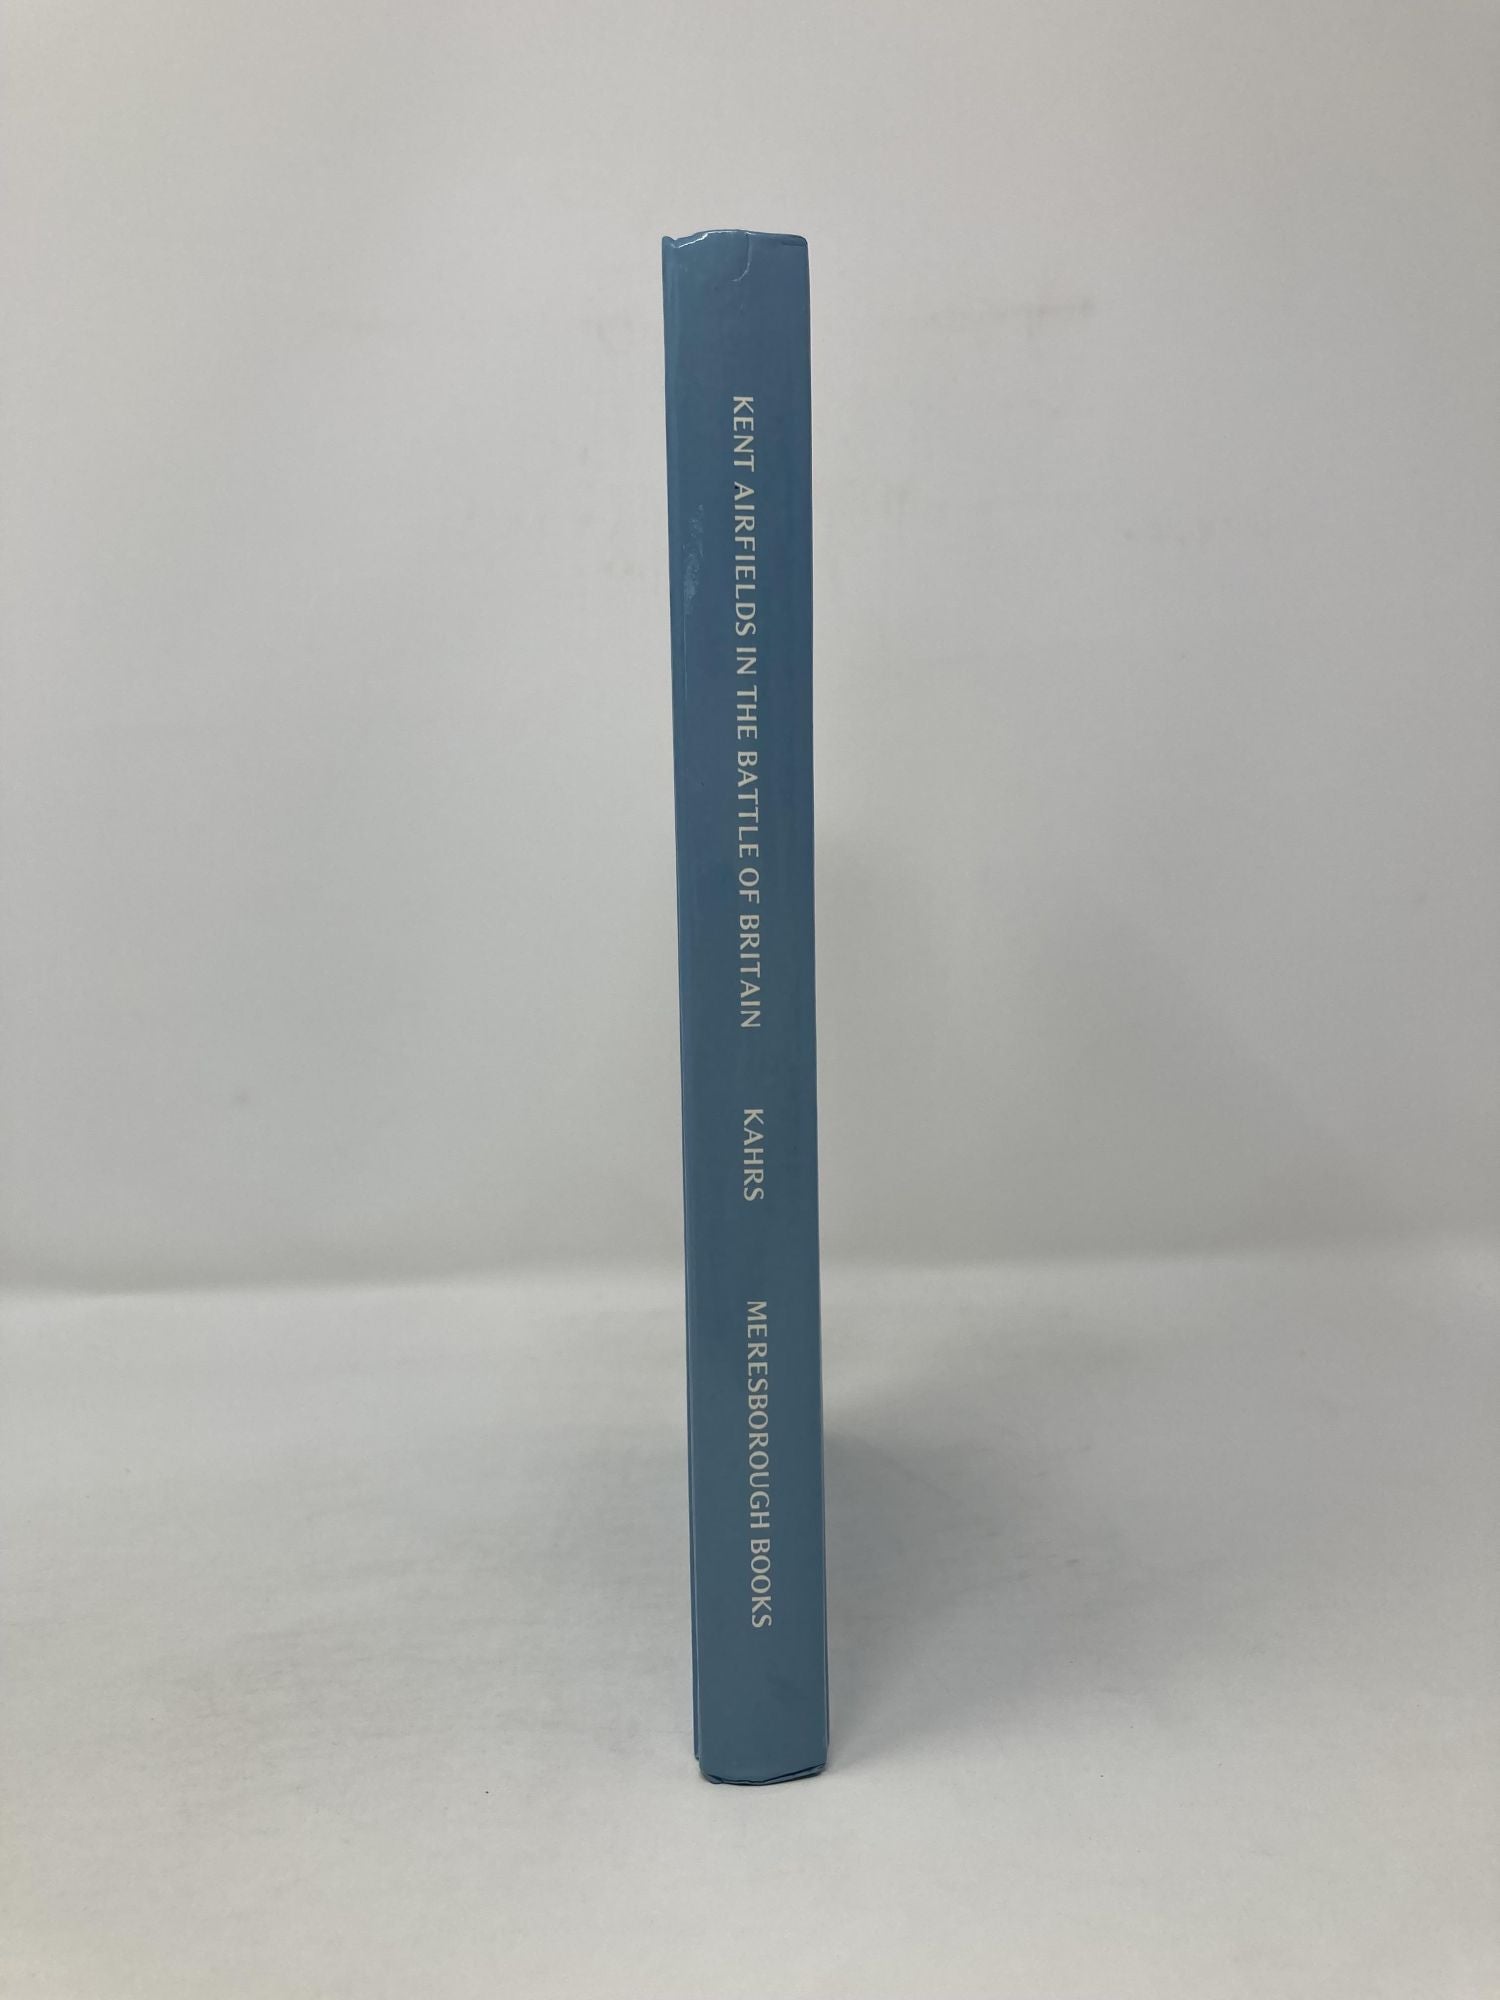 KENT AIRFIELDS IN THE BATTLE OF BRITAIN
KAHRS
MERESBOROUGH BOOKS